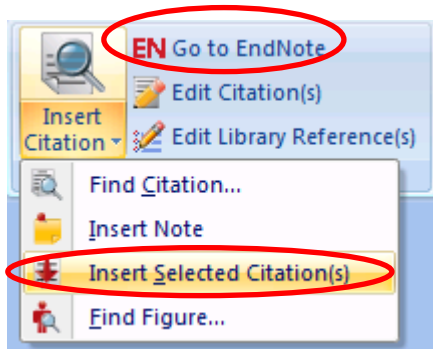 EN Go to EndNote
Edit Citation(s)
Insert
Citation
Edit Library Reference(s)
Find Citation...
Insert Note
Insert Selected Citation(s)
Find Figure...